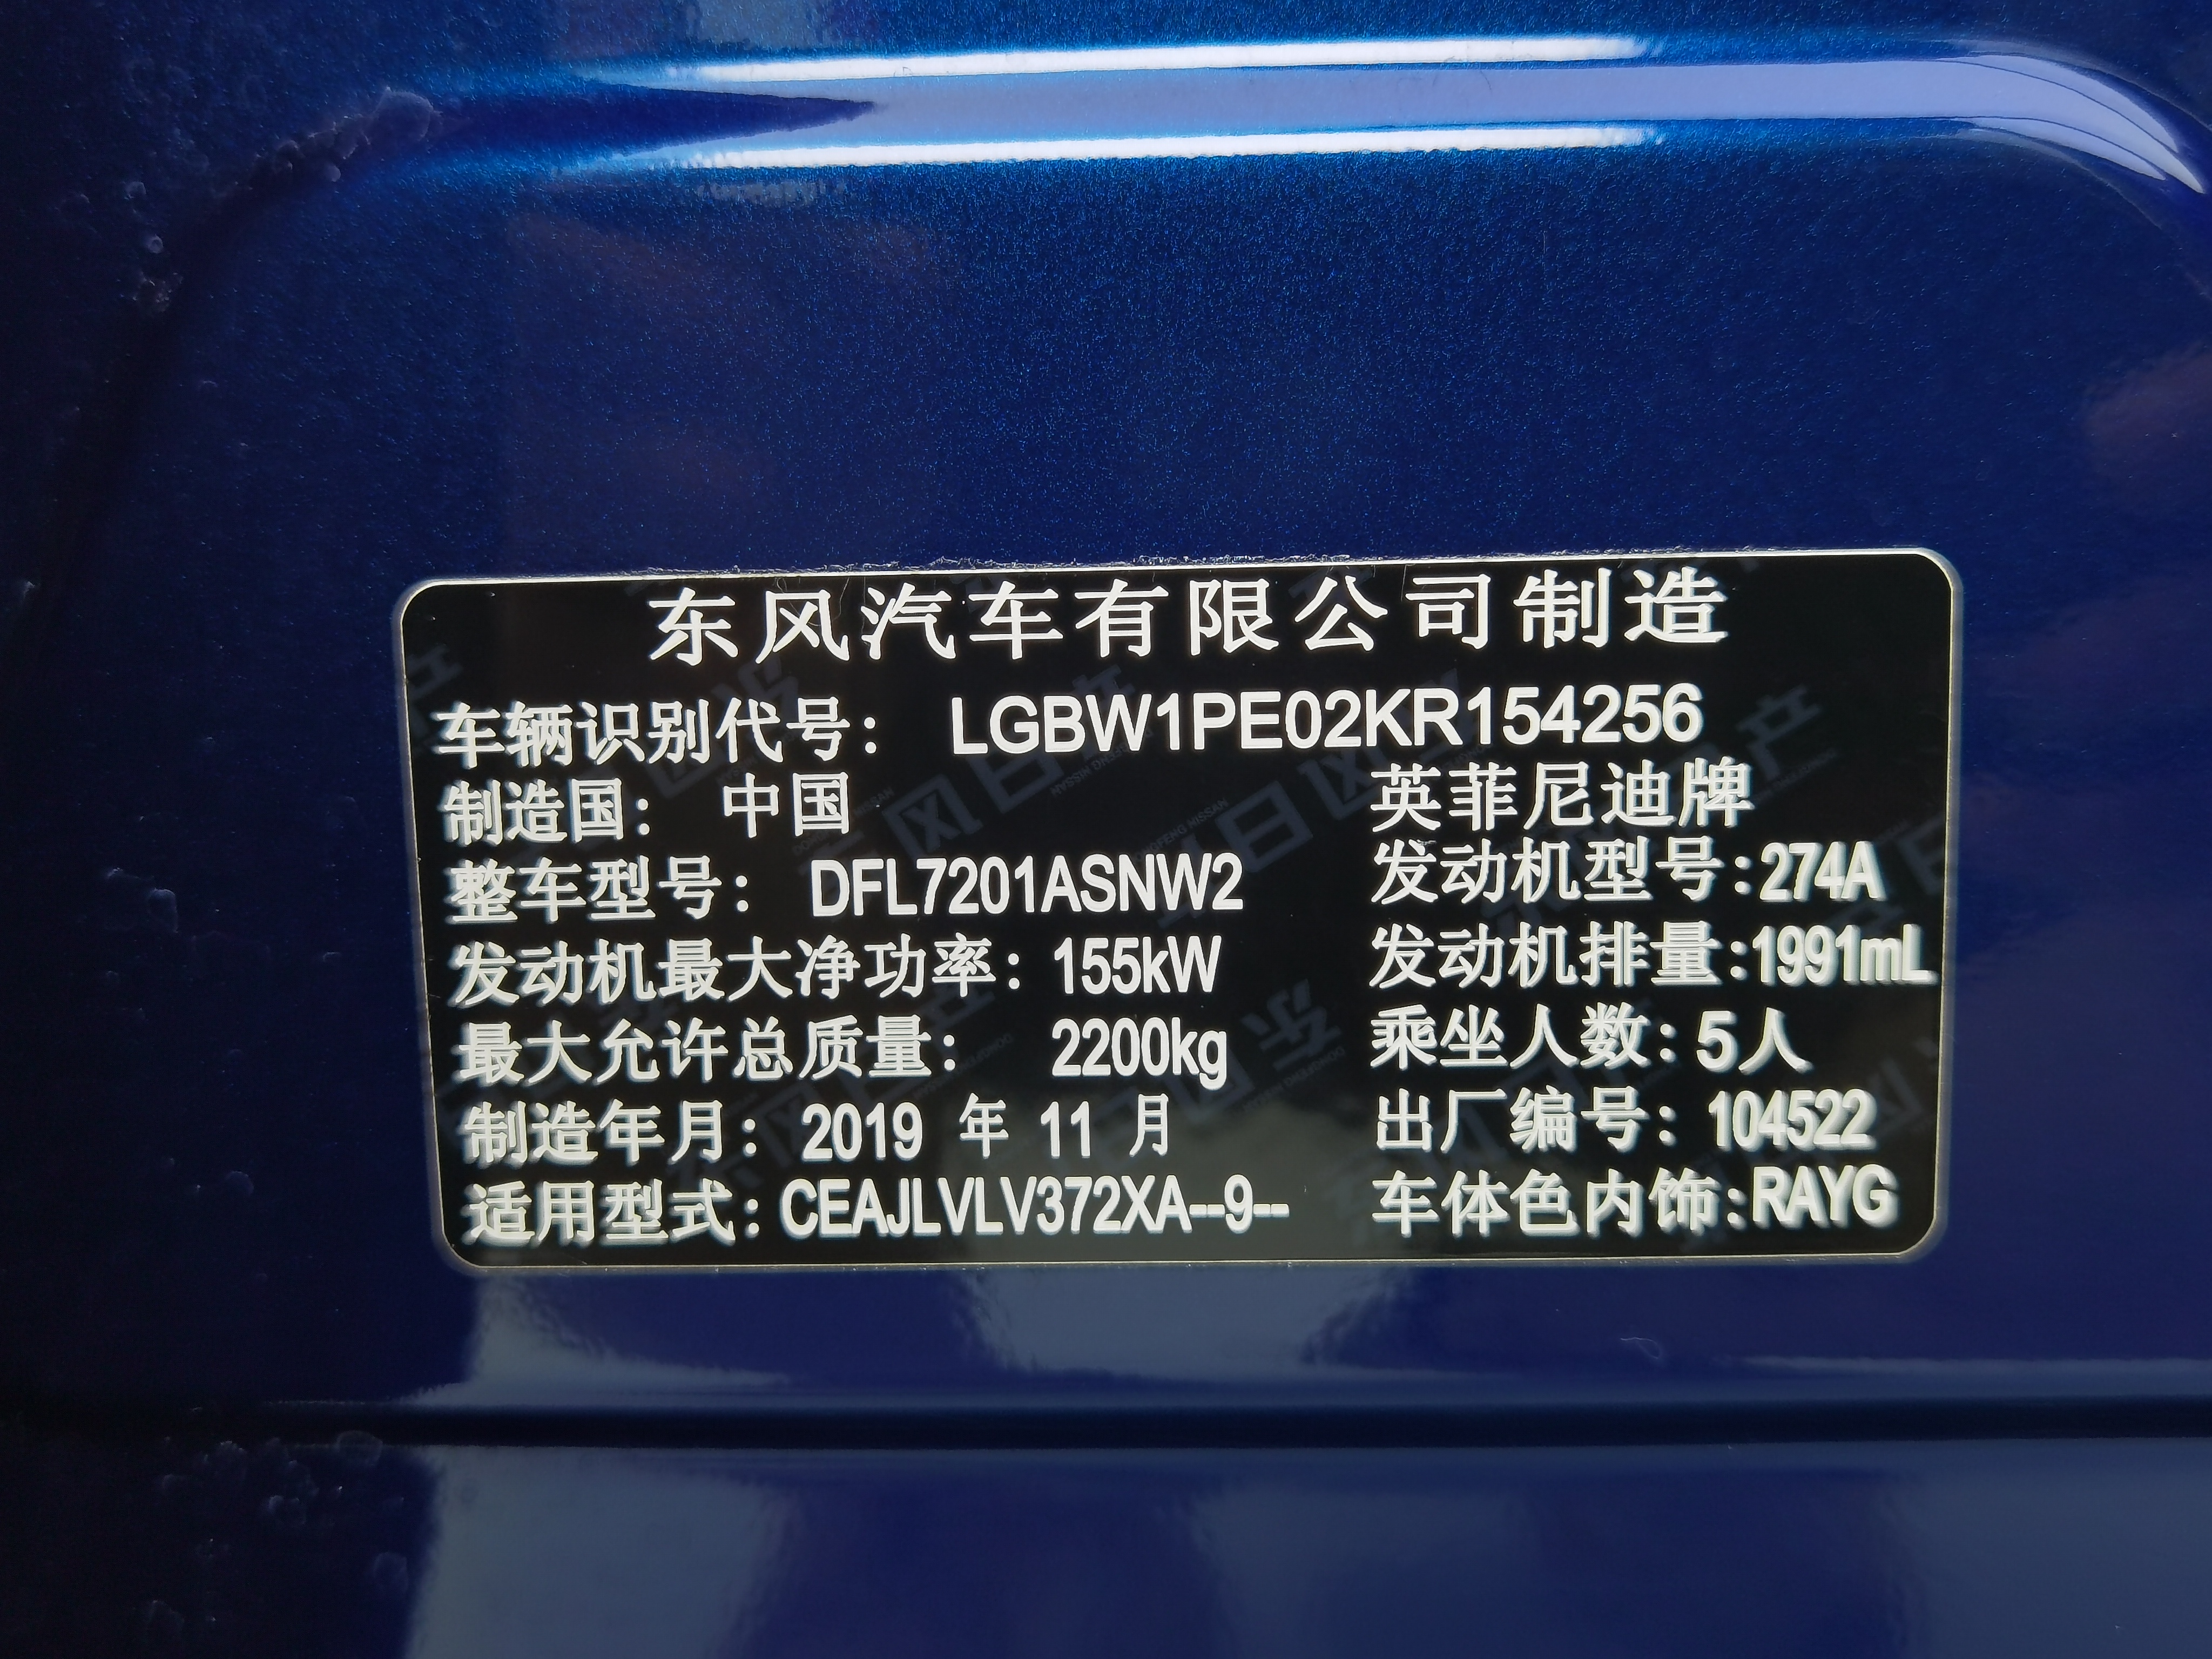 东风汽车有限公司制造
车辆识别代号： LGBW1PE02KR154256
制造国： 中国 英菲尼迪牌
整车型号： DFL7201ASNW2 发动机型号:274A
发动机最大净功率：155kW 发动机排量:1991mL
最大允许总质量： 2200kg 乘坐人数：5人
制造年月：2019 年 11 月 出厂编号：104522
适用型式：CEAJLVLV372XA--9-- 车体色内饰:RAYG